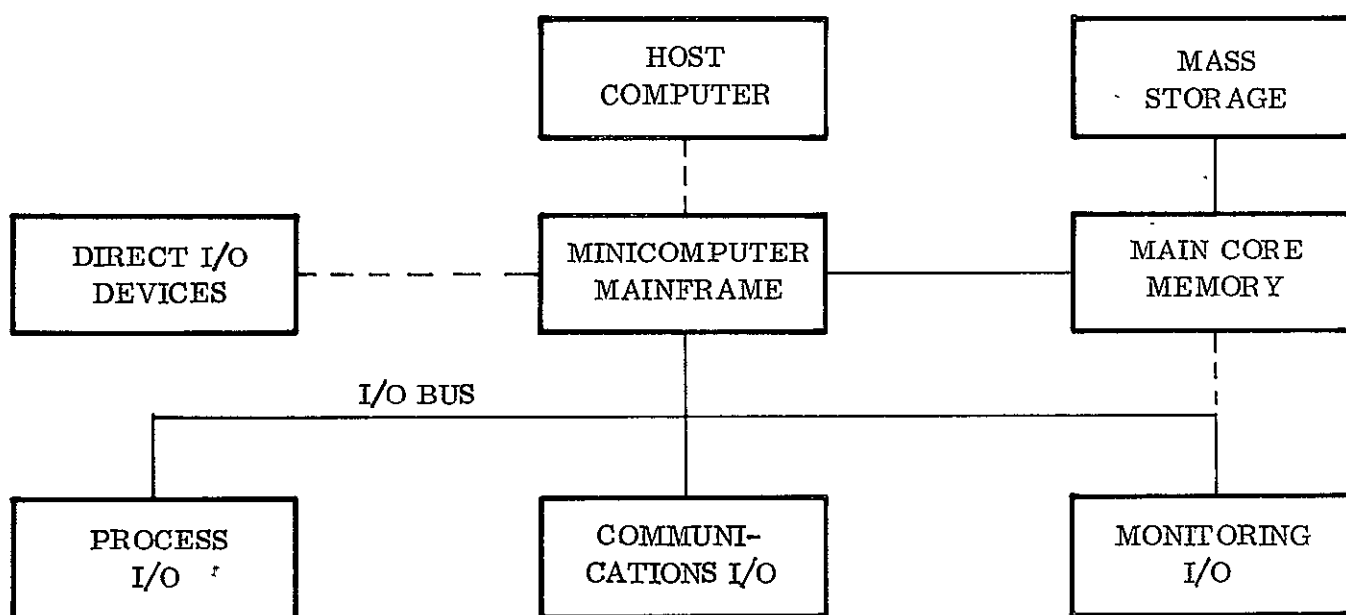 HOST
COMPUTER
MASS
STORAGE
DIRECT I/O
DEVICES
MINICOMPUTER
MAINFRAME
MAIN CORE
MEMORY
I/O BUS
PROCESS
I/O
COMMUNI-
CATIONS I/O
MONITORING
I/O